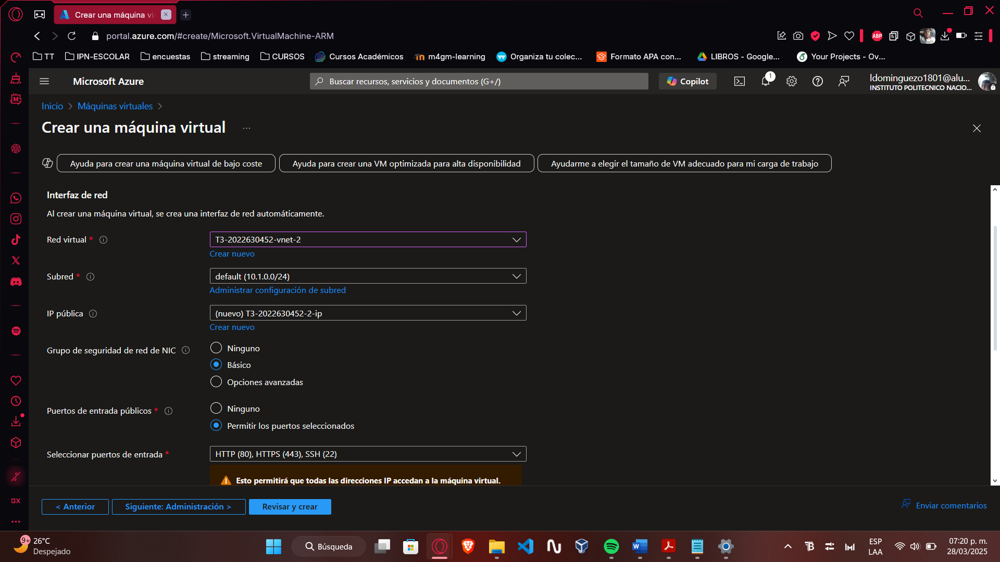 Crear una máquina vi
portal.azure.com/#create/Microsoft.VirtualMachine-ARM
ABP
TT
IPN-ESCOLAR
encuestas
streaming
CURSOS
Cursos Académicos
m4gm-learning
Organiza tu colec...
Formato APA con...
LIBROS - Google...
Your Projects - Ov...
Microsoft Azure
Buscar recursos, servicios y documentos (G+/)
Copilot
1
ldominguezo1801@alu...
INSTITUTO POLITECNICO NACIO...
Inicio > Máquinas virtuales >
Crear una máquina virtual ...
Ayuda para crear una máquina virtual de bajo coste
Ayuda para crear una VM optimizada para alta disponibilidad
Ayudarme a elegir el tamaño de VM adecuado para mi carga de trabajo
Interfaz de red
Al crear una máquina virtual, se crea una interfaz de red automáticamente.
Red virtual *
T3-2022630452-vnet-2
Crear nuevo
Subred *
default (10.1.0.0/24)
Administrar configuración de subred
IP pública
(nuevo) T3-2022630452-2-ip
Crear nuevo
Grupo de seguridad de red de NIC
Ninguno
Básico
Opciones avanzadas
Puertos de entrada públicos *
Ninguno
Permitir los puertos seleccionados
Seleccionar puertos de entrada *
HTTP (80), HTTPS (443), SSH (22)
Esto permitirá que todas las direcciones IP accedan a la máquina virtual.
GX
< Anterior
Siguiente: Administración >
Revisar y crear
Enviar comentarios
9+
26°C
Despejado
Búsqueda
ESP
LAA
07:20 p. m.
28/03/2025